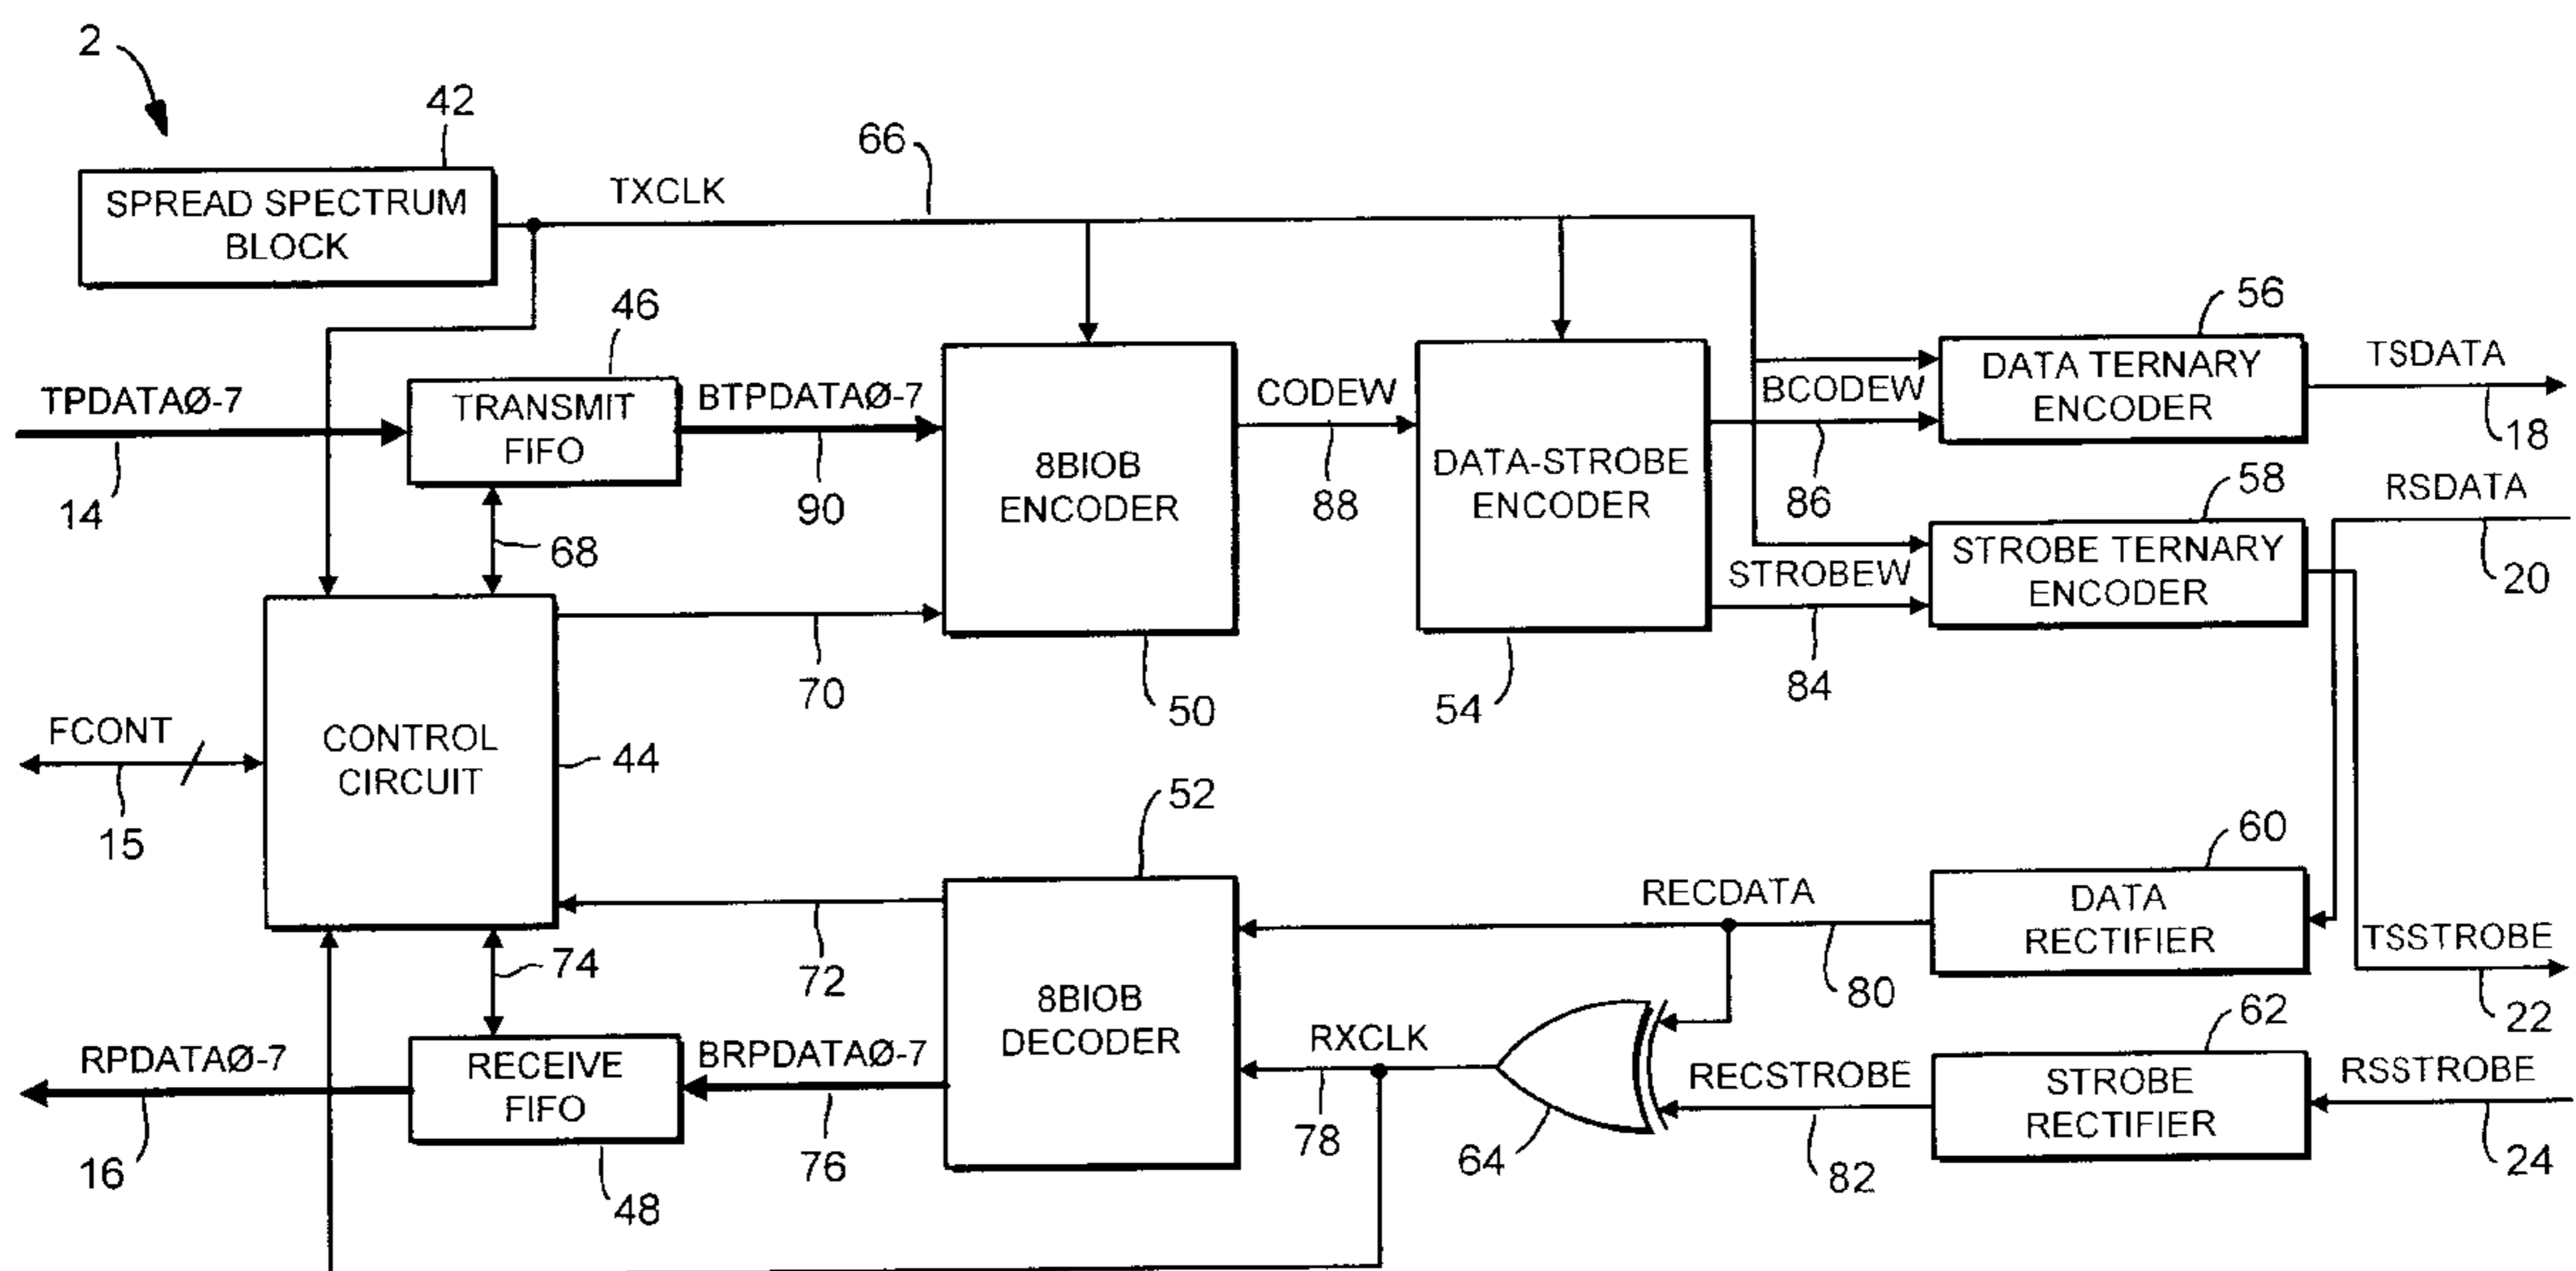 2
42
SPREAD SPECTRUM
BLOCK
TXCLK
66
46
56
TPDATAØ-7
14
TRANSMIT
FIFO
BTPDATAØ-7
90
8BIOB
ENCODER
CODEW
88
DATA-STROBE
ENCODER
BCODEW
86
DATA TERNARY
ENCODER
TSDATA
18
68
58
RSDATA
20
STROBEW
84
STROBE TERNARY
ENCODER
70
50
54
FCONT
15
CONTROL
CIRCUIT
44
52
60
RECDATA
80
DATA
RECTIFIER
TSSTROBE
22
72
74
8BIOB
DECODER
62
RPDATAØ-7
16
RECEIVE
FIFO
BRPDATAØ-7
76
RXCLK
78
RECSTROBE
82
STROBE
RECTIFIER
RSSTROBE
24
64
48